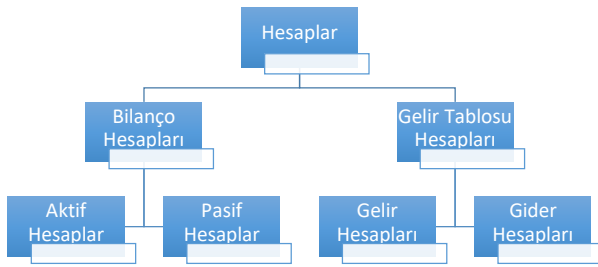 Hesaplar
Bilanço
Hesapları
Gelir Tablosu
Hesapları
Aktif
Hesaplar
Pasif
Hesaplar
Gelir
Hesapları
Gider
Hesapları